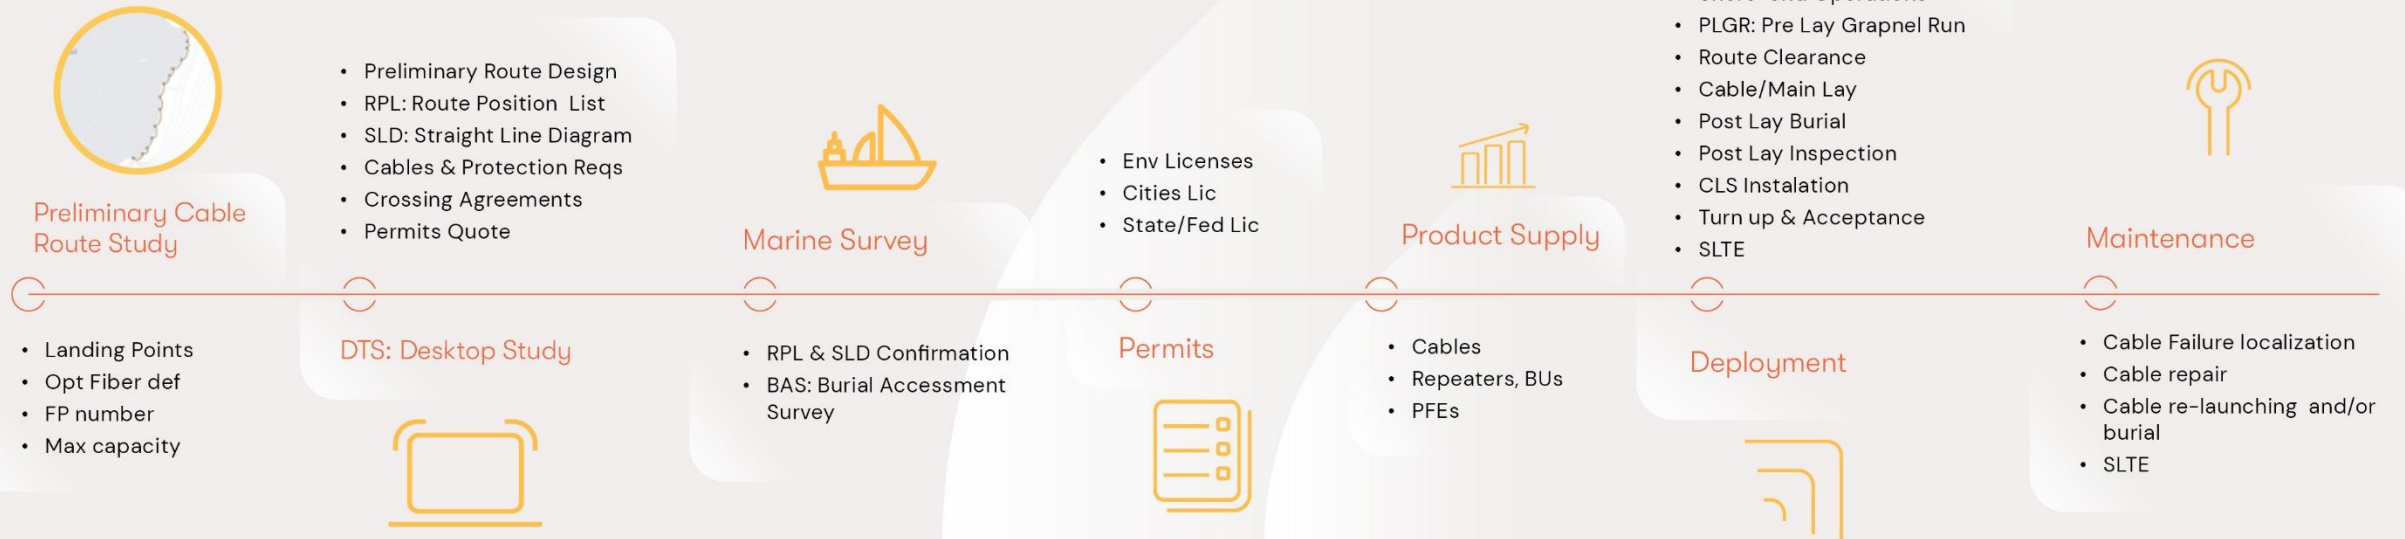 Preliminary Cable
Route Study
• Landing Points
• Opt Fiber def
• FP number
• Max capacity
• Preliminary Route Design
• RPL: Route Position List
• SLD: Straight Line Diagram
• Cables & Protection Reqs
• Crossing Agreements
• Permits Quote
DTS: Desktop Study
Marine Survey
• RPL & SLD Confirmation
• BAS: Burial Accessment
Survey
• Env Licenses
• Cities Lic
• State/Fed Lic
Permits
Product Supply
• Cables
• Repeaters, BUs
• PFEs
• PLGR: Pre Lay Grapnel Run
• Route Clearance
• Cable/Main Lay
• Post Lay Burial
• Post Lay Inspection
• CLS Instalation
• Turn up & Acceptance
• SLTE
Deployment
Maintenance
• Cable Failure localization
• Cable repair
• Cable re-launching and/or
burial
• SLTE